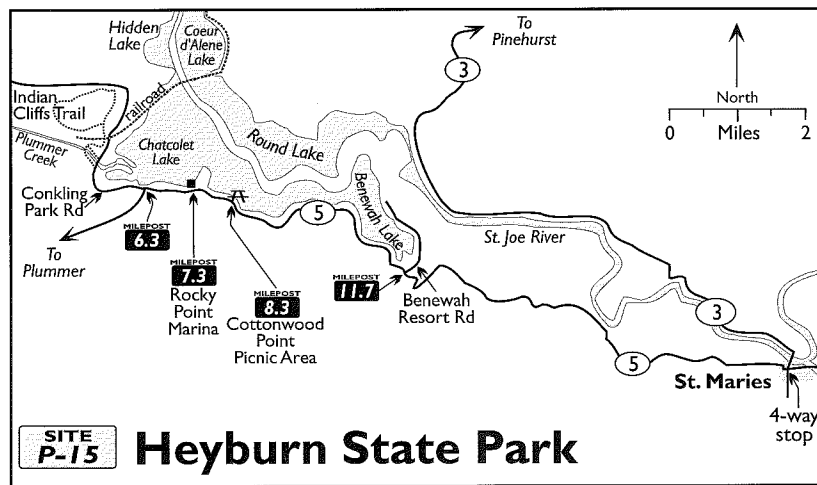 Hidden
Lake
Coeur
d'Alene
Lake
To
Pinehurst
3
North
0 Miles 2
Indian
Cliffs Trail
railroad
Plummer
Creek
Chatcolet
Lake
Round Lake
Benewah Lake
Conkling
Park Rd
To
Plummer
MILEPOST
6.3
MILEPOST
7.3
Rocky
Point
Marina
MILEPOST
8.3
Cottonwood
Point
Picnic Area
5
MILEPOST
11.7
Benewah
Resort Rd
St. Joe River
3
5
St. Maries
4-way
stop
SITE
P-15
Heyburn State Park